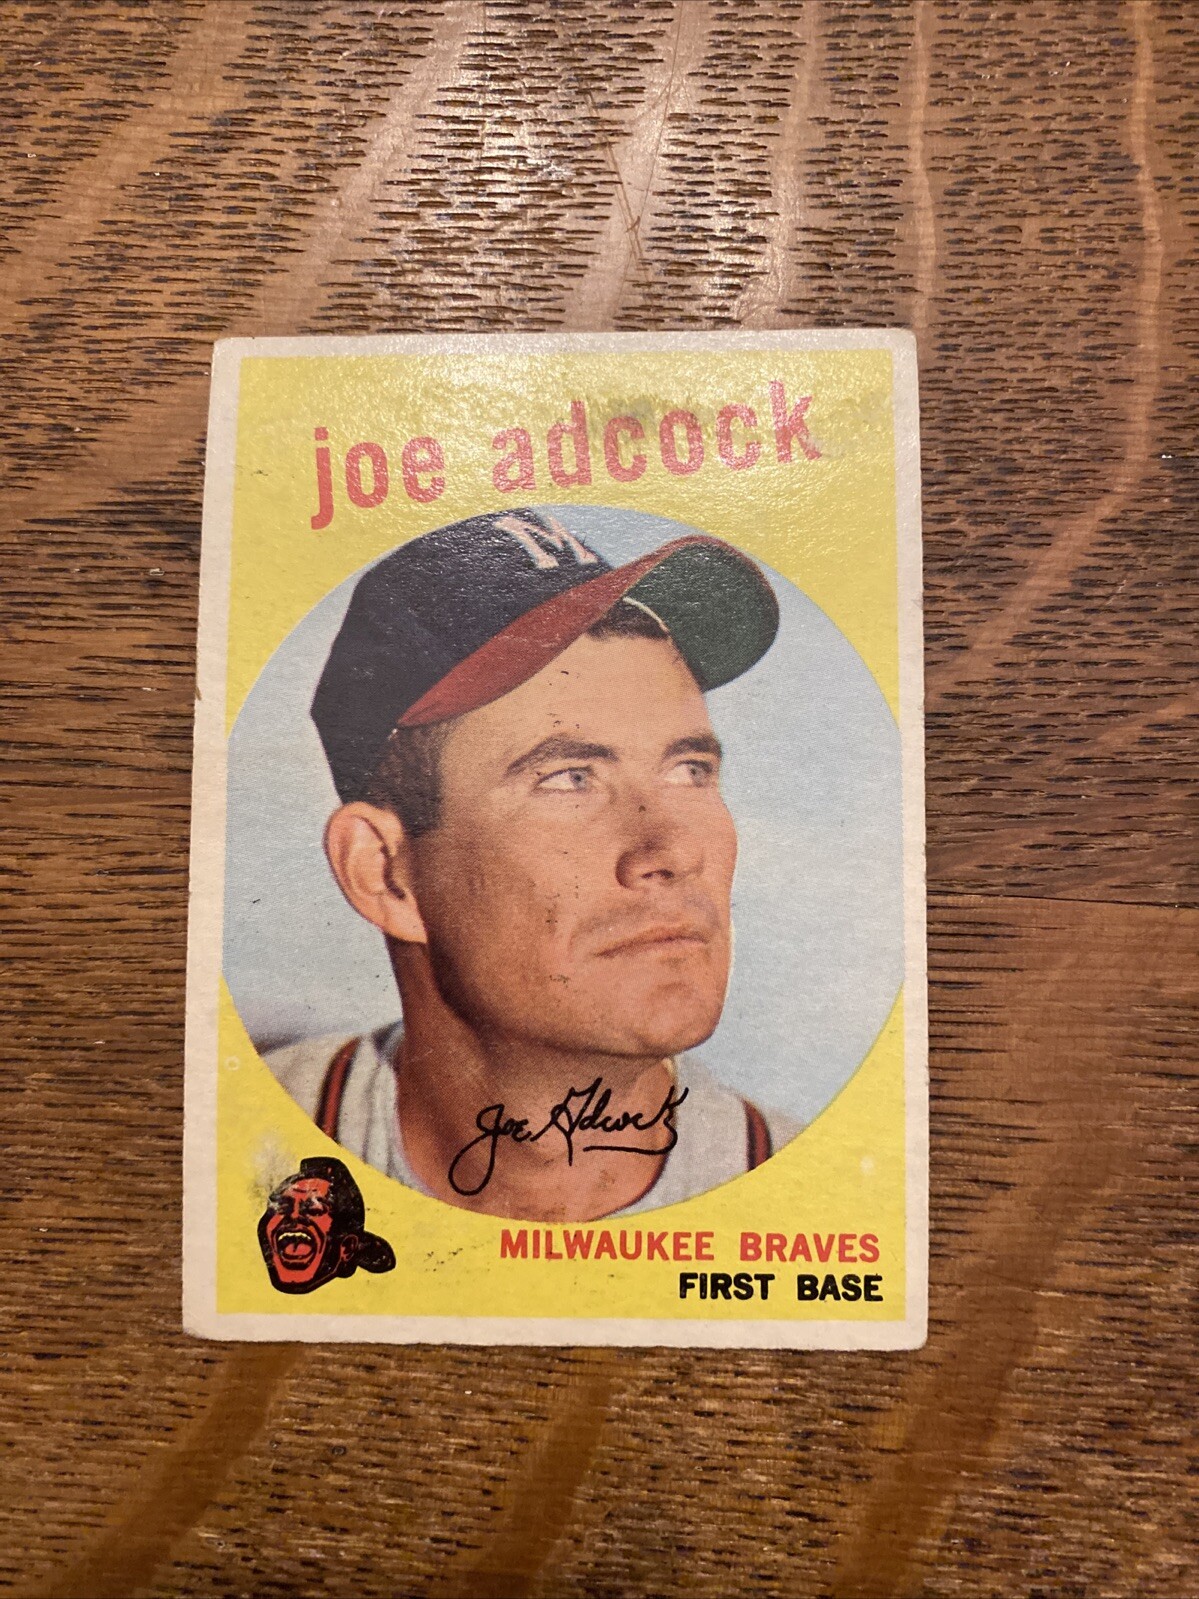 joe adcock
M
Joe Adcock
MILWAUKEE BRAVES
FIRST BASE